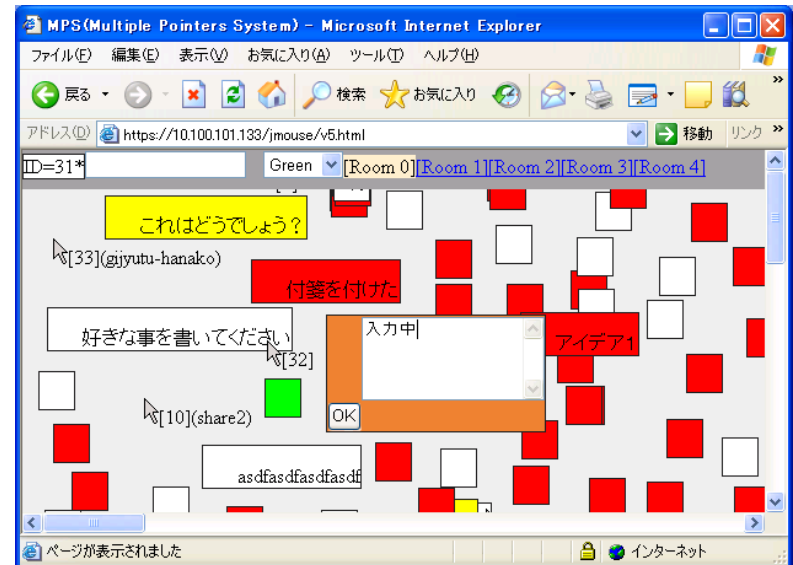 MPS(Multiple Pointers System) - Microsoft Internet Explorer
ファイル(F) 編集(E) 表示(V) お気に入り(A) ツール(T) ヘルプ(H)
戻る 検索 お気に入り »
アドレス(D) https://10.100.101.133/jmouse/v5.html 移動 リンク »
ID=31* Green [Room 0][Room 1][Room 2][Room 3][Room 4]
これはどうでしょう？
[33](gijyutu-hanako)
付箋を付けた
入力中
好きな事を書いてください
アイデア1
[32]
[10](share2)
OK
asdfasdfasdfasdf
ページが表示されました インターネット